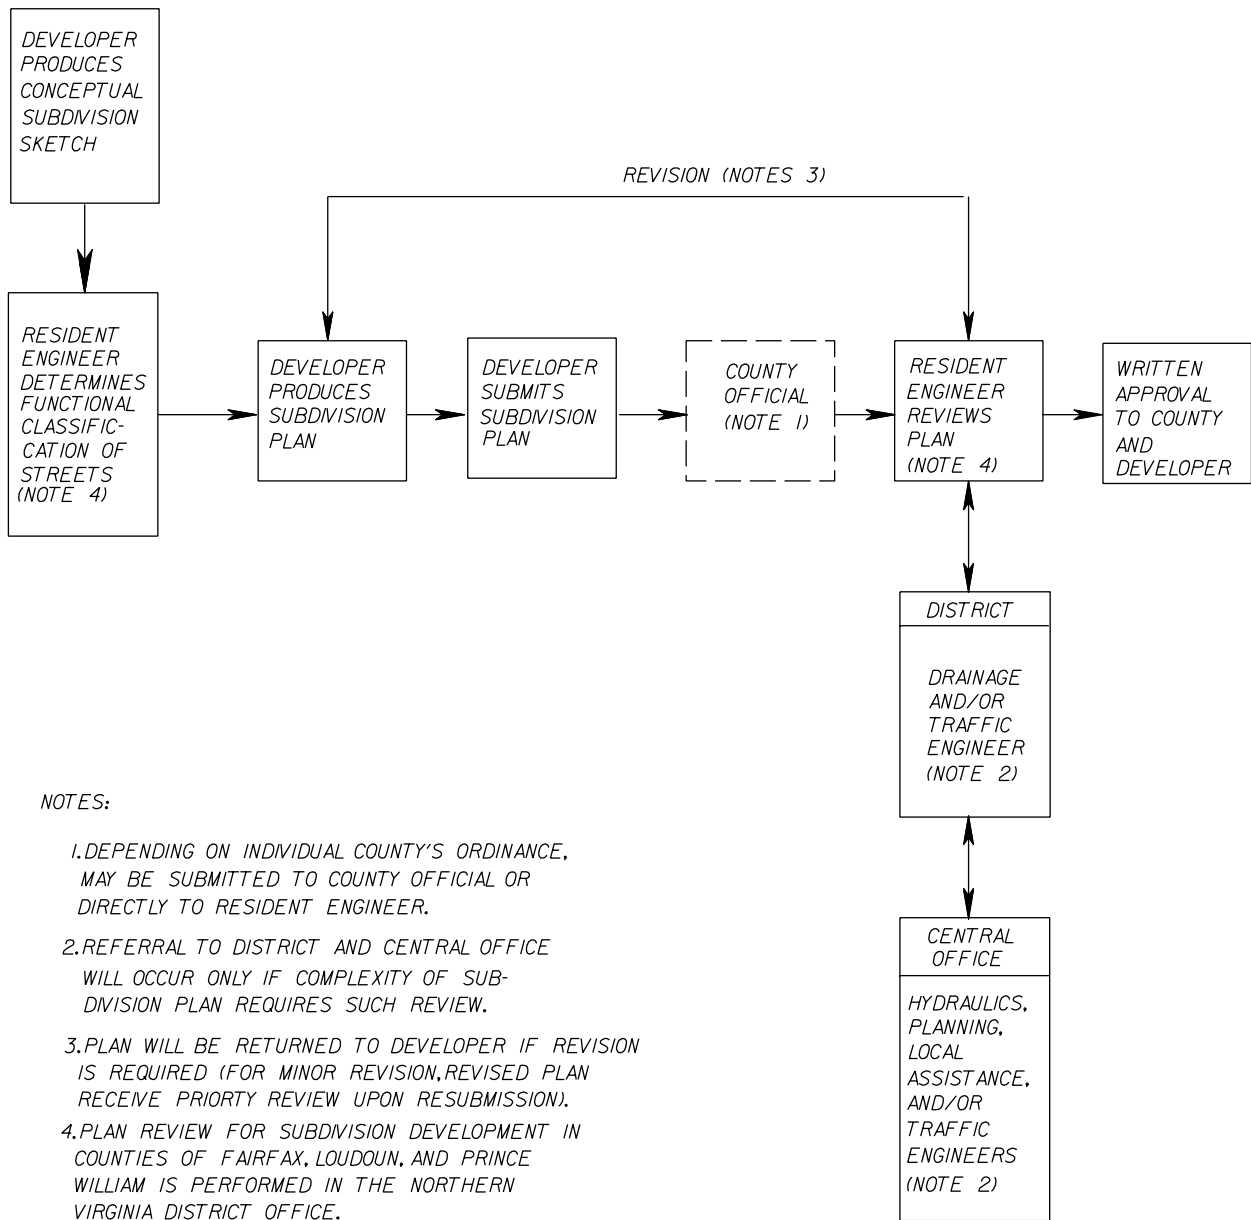 DEVELOPER
PRODUCES
CONCEPTUAL
SUBDIVISION
SKETCH
REVISION (NOTES 3)
RESIDENT
ENGINEER
DETERMINES
FUNCTIONAL
CLASSIFIC-
CATION OF
STREETS
(NOTE 4)
DEVELOPER
PRODUCES
SUBDIVISION
PLAN
DEVELOPER
SUBMITS
SUBDIVISION
PLAN
COUNTY
OFFICIAL
(NOTE 1)
RESIDENT
ENGINEER
REVIEWS
PLAN
(NOTE 4)
WRITTEN
APPROVAL
TO COUNTY
AND
DEVELOPER
DISTRICT
DRAINAGE
AND/OR
TRAFFIC
ENGINEER
(NOTE 2)
CENTRAL
OFFICE
HYDRAULICS,
PLANNING,
LOCAL
ASSISTANCE,
AND/OR
TRAFFIC
ENGINEERS
(NOTE 2)
NOTES:
1.DEPENDING ON INDIVIDUAL COUNTY'S ORDINANCE,
MAY BE SUBMITTED TO COUNTY OFFICIAL OR
DIRECTLY TO RESIDENT ENGINEER.
2.REFERRAL TO DISTRICT AND CENTRAL OFFICE
WILL OCCUR ONLY IF COMPLEXITY OF SUB-
DIVISION PLAN REQUIRES SUCH REVIEW.
3.PLAN WILL BE RETURNED TO DEVELOPER IF REVISION
IS REQUIRED (FOR MINOR REVISION,REVISED PLAN
RECEIVE PRIORTY REVIEW UPON RESUBMISSION).
4.PLAN REVIEW FOR SUBDIVISION DEVELOPMENT IN
COUNTIES OF FAIRFAX, LOUDOUN, AND PRINCE
WILLIAM IS PERFORMED IN THE NORTHERN
VIRGINIA DISTRICT OFFICE.